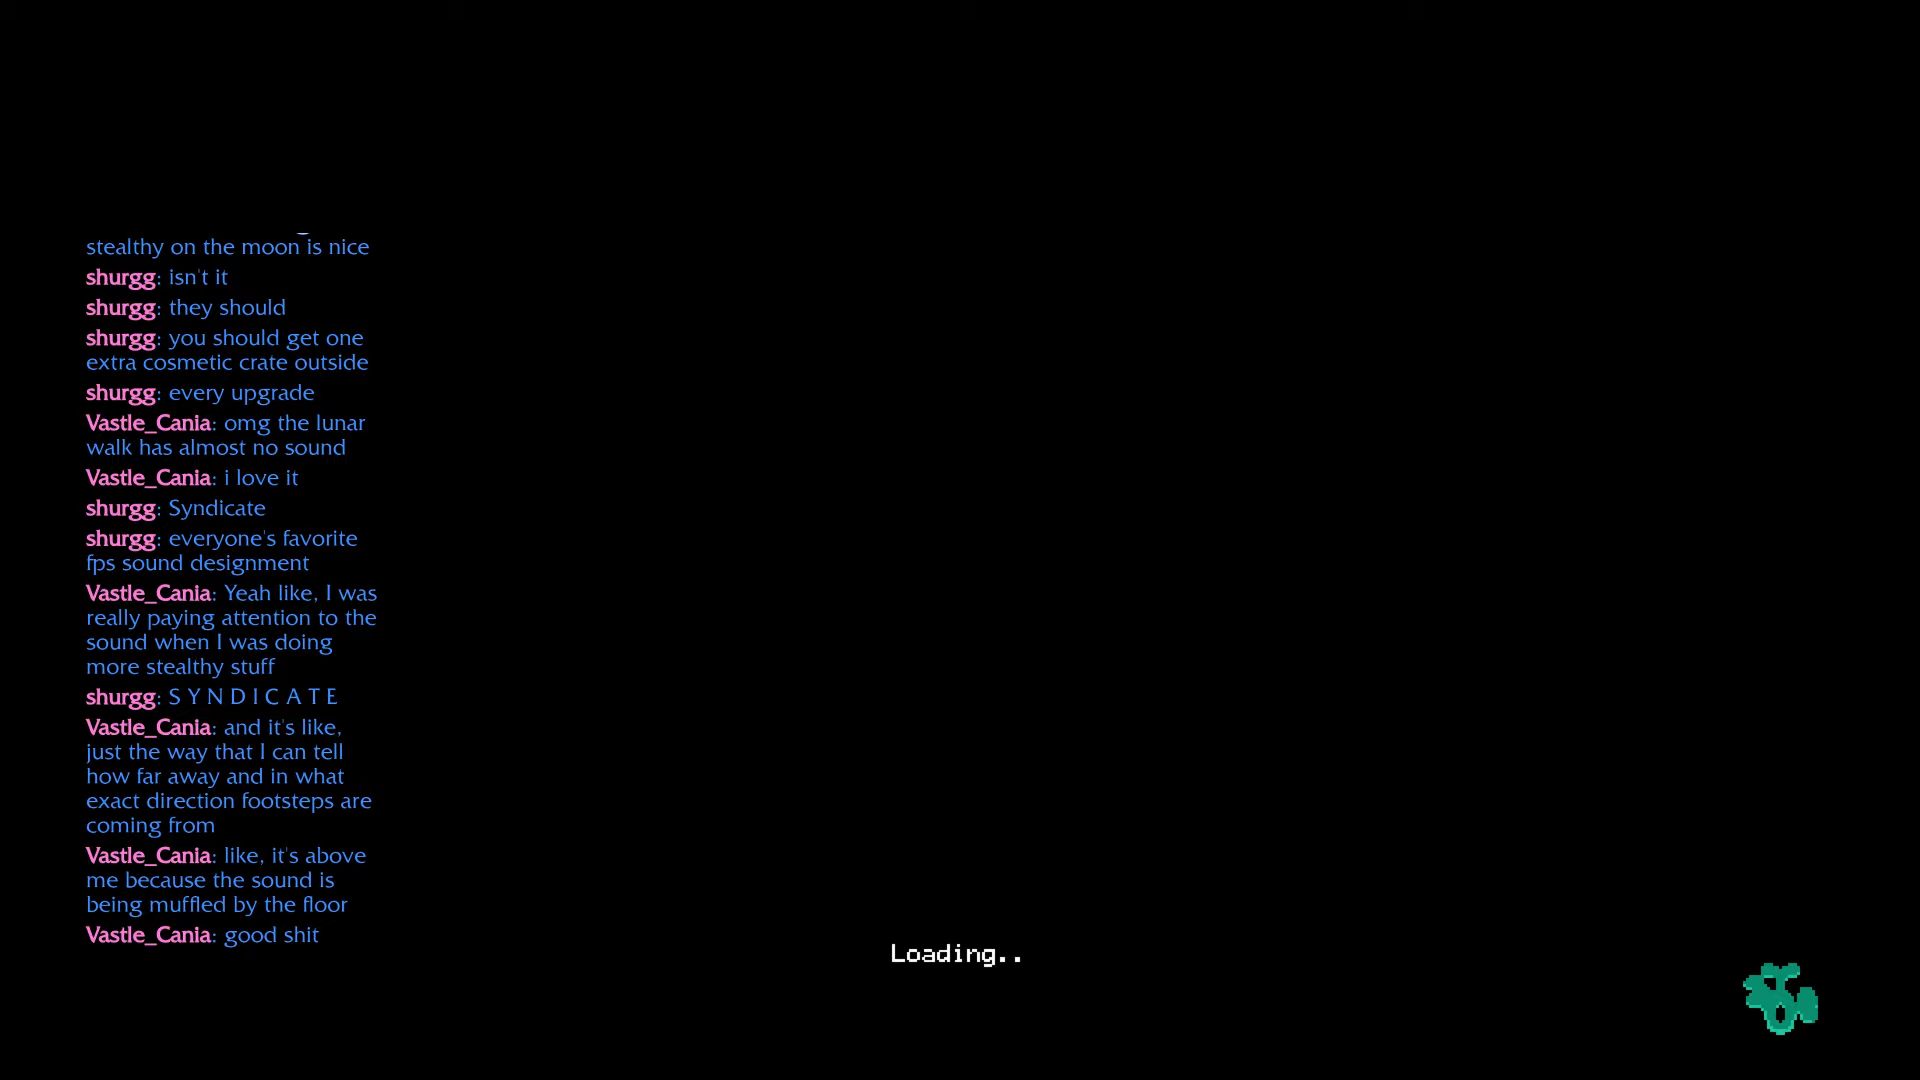 stealthy on the moon is nice
shurgg: isn't it
shurgg: they should
shurgg: you should get one
extra cosmetic crate outside
shurgg: every upgrade
Vastle_Cania: omg the lunar
walk has almost no sound
Vastle_Cania: i love it
shurgg: Syndicate
shurgg: everyone's favorite
fps sound designment
Vastle_Cania: Yeah like, I was
really paying attention to the
sound when I was doing
more stealthy stuff
shurgg: S Y N D I C A T E
Vastle_Cania: and it's like,
just the way that I can tell
how far away and in what
exact direction footsteps are
coming from
Vastle_Cania: like, it's above
me because the sound is
being muffled by the floor
Vastle_Cania: good shit
Loading..